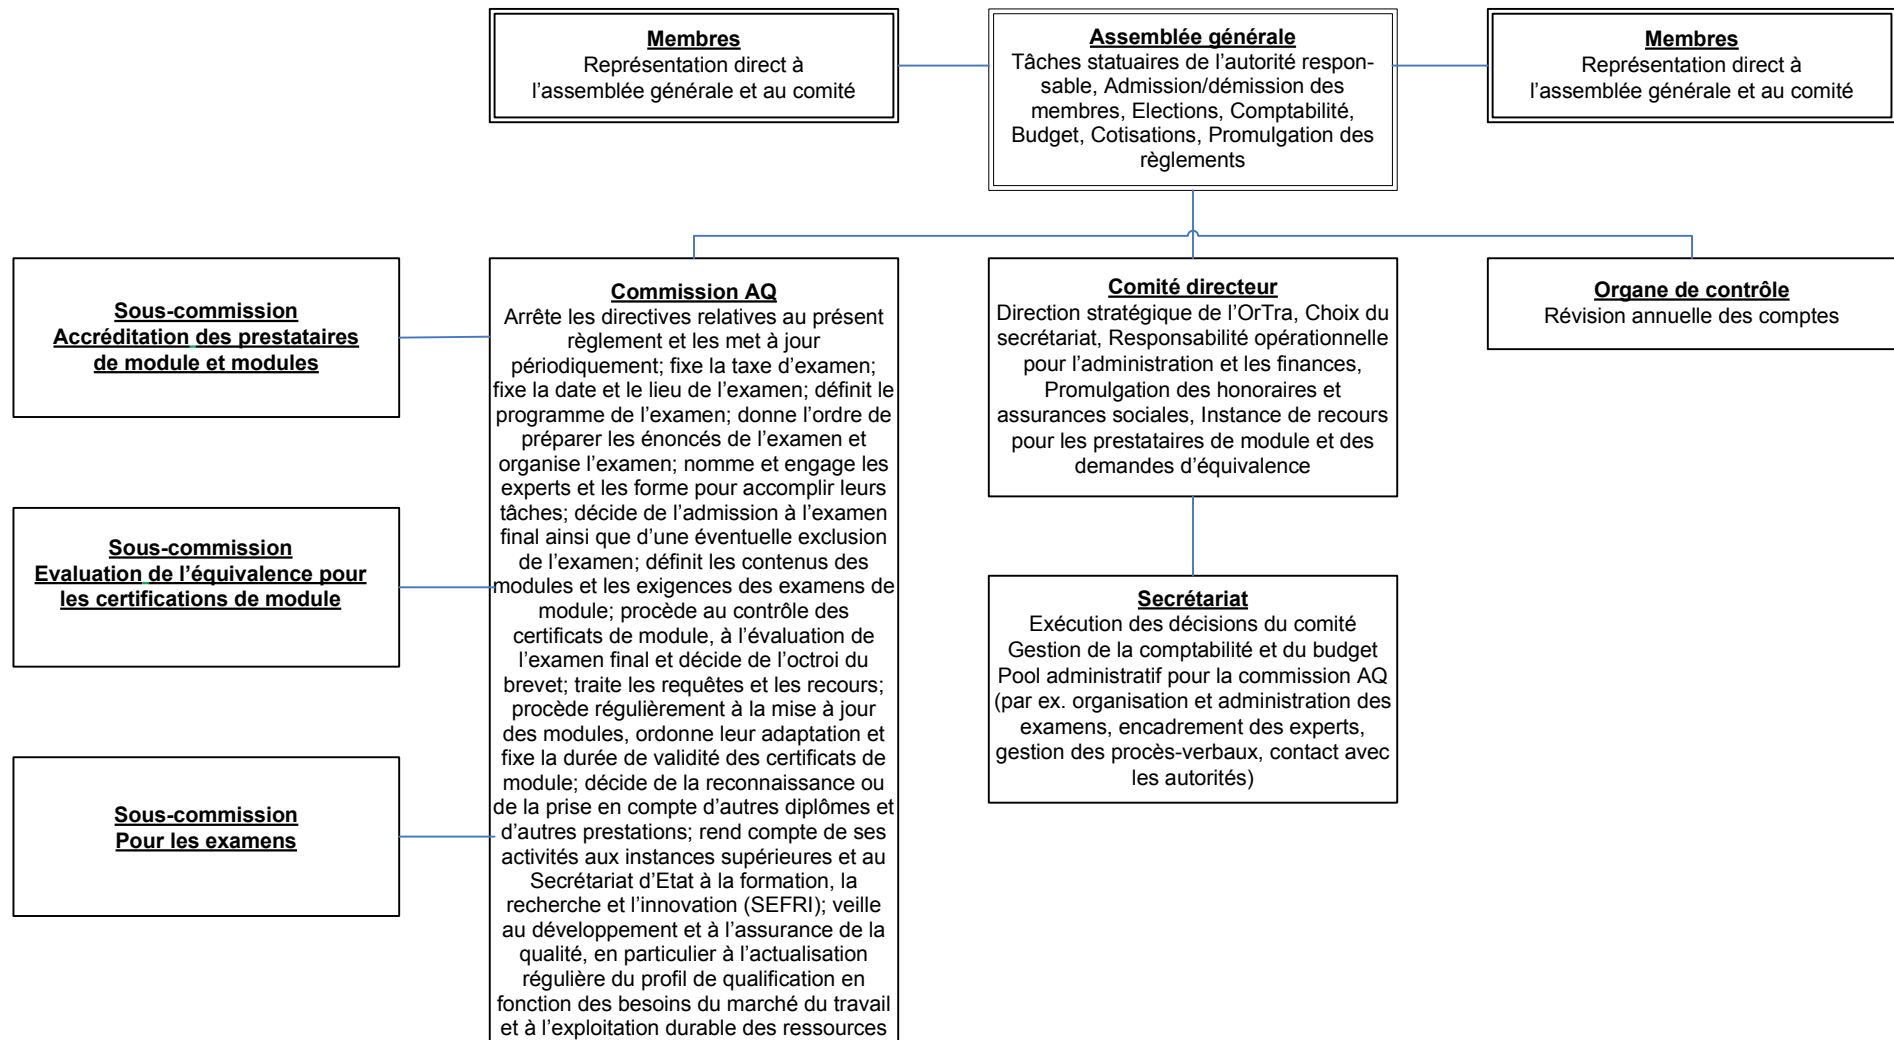 Membres
Représentation direct à
l'assemblée générale et au comité
Assemblée générale
Tâches statuaires de l'autorité respon-
sable, Admission/démission des
membres, Elections, Comptabilité,
Budget, Cotisations, Promulgation des
règlements
Membres
Représentation direct à
l'assemblée générale et au comité
Sous-commission
Accréditation des prestataires
de module et modules
Sous-commission
Evaluation de l'équivalence pour
les certifications de module
Sous-commission
Pour les examens
Commission AQ
Arrête les directives relatives au présent
règlement et les met à jour
périodiquement; fixe la taxe d'examen;
fixe la date et le lieu de l'examen; définit le
programme de l'examen; donne l'ordre de
préparer les énoncés de l'examen et
organise l'examen; nomme et engage les
experts et les forme pour accomplir leurs
tâches; décide de l'admission à l'examen
final ainsi que d'une éventuelle exclusion
de l'examen; définit les contenus des
modules et les exigences des examens de
module; procède au contrôle des
certificats de module, à l'évaluation de
l'examen final et décide de l'octroi du
brevet; traite les requêtes et les recours;
procède régulièrement à la mise à jour
des modules, ordonne leur adaptation et
fixe la durée de validité des certificats de
module; décide de la reconnaissance ou
de la prise en compte d'autres diplômes et
d'autres prestations; rend compte de ses
activités aux instances supérieures et au
Secrétariat d'Etat à la formation, la
recherche et l'innovation (SEFRI); veille
au développement et à l'assurance de la
qualité, en particulier à l'actualisation
régulière du profil de qualification en
fonction des besoins du marché du travail
et à l'exploitation durable des ressources
Comité directeur
Direction stratégique de l'OrTra, Choix du
secrétariat, Responsabilité opérationnelle
pour l'administration et les finances,
Promulgation des honoraires et
assurances sociales, Instance de recours
pour les prestataires de module et des
demandes d'équivalence
Secrétariat
Exécution des décisions du comité
Gestion de la comptabilité et du budget
Pool administratif pour la commission AQ
(par ex. organisation et administration des
examens, encadrement des experts,
gestion des procès-verbaux, contact avec
les autorités)
Organe de contrôle
Révision annuelle des comptes